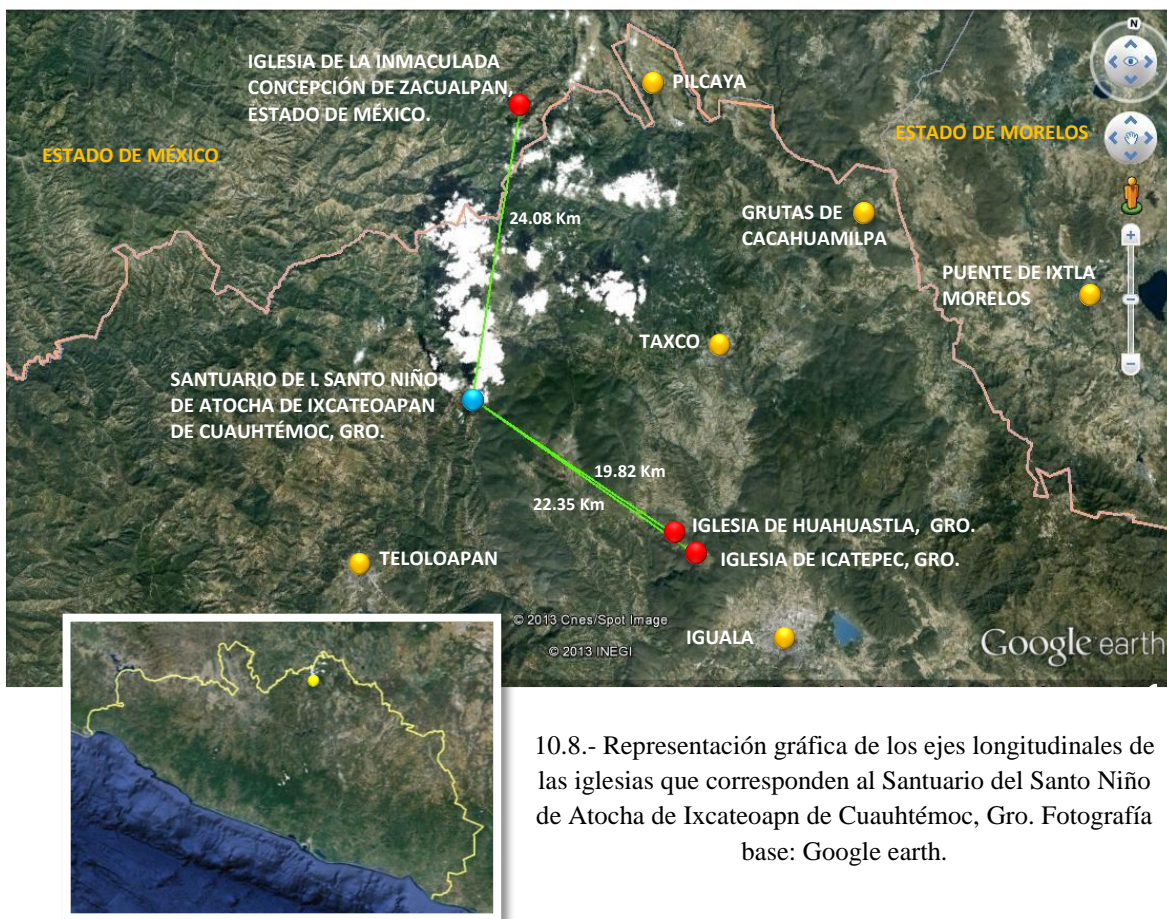 N
IGLESIA DE LA INMACULADA
CONCEPCIÓN DE ZACUALPAN,
ESTADO DE MÉXICO.
PILCAYA
ESTADO DE MÉXICO
ESTADO DE MORELOS
24.08 Km
GRUTAS DE
CACAHUAMILPA
PUENTE DE IXTLA
MORELOS
TAXCO
SANTUARIO DE L SANTO NIÑO
DE ATOCHA DE IXCATEOAPAN
DE CUAUHTÉMOC, GRO.
19.82 Km
22.35 Km
IGLESIA DE HUAHUASTLA, GRO.
IGLESIA DE ICATEPEC, GRO.
TELOLOAPAN
© 2013 Cnes/Spot Image
IGUALA
© 2013 INEGI
Google earth
10.8.- Representación gráfica de los ejes longitudinales de
las iglesias que corresponden al Santuario del Santo Niño
de Atocha de Ixcateoapn de Cuauhtémoc, Gro. Fotografía
base: Google earth.